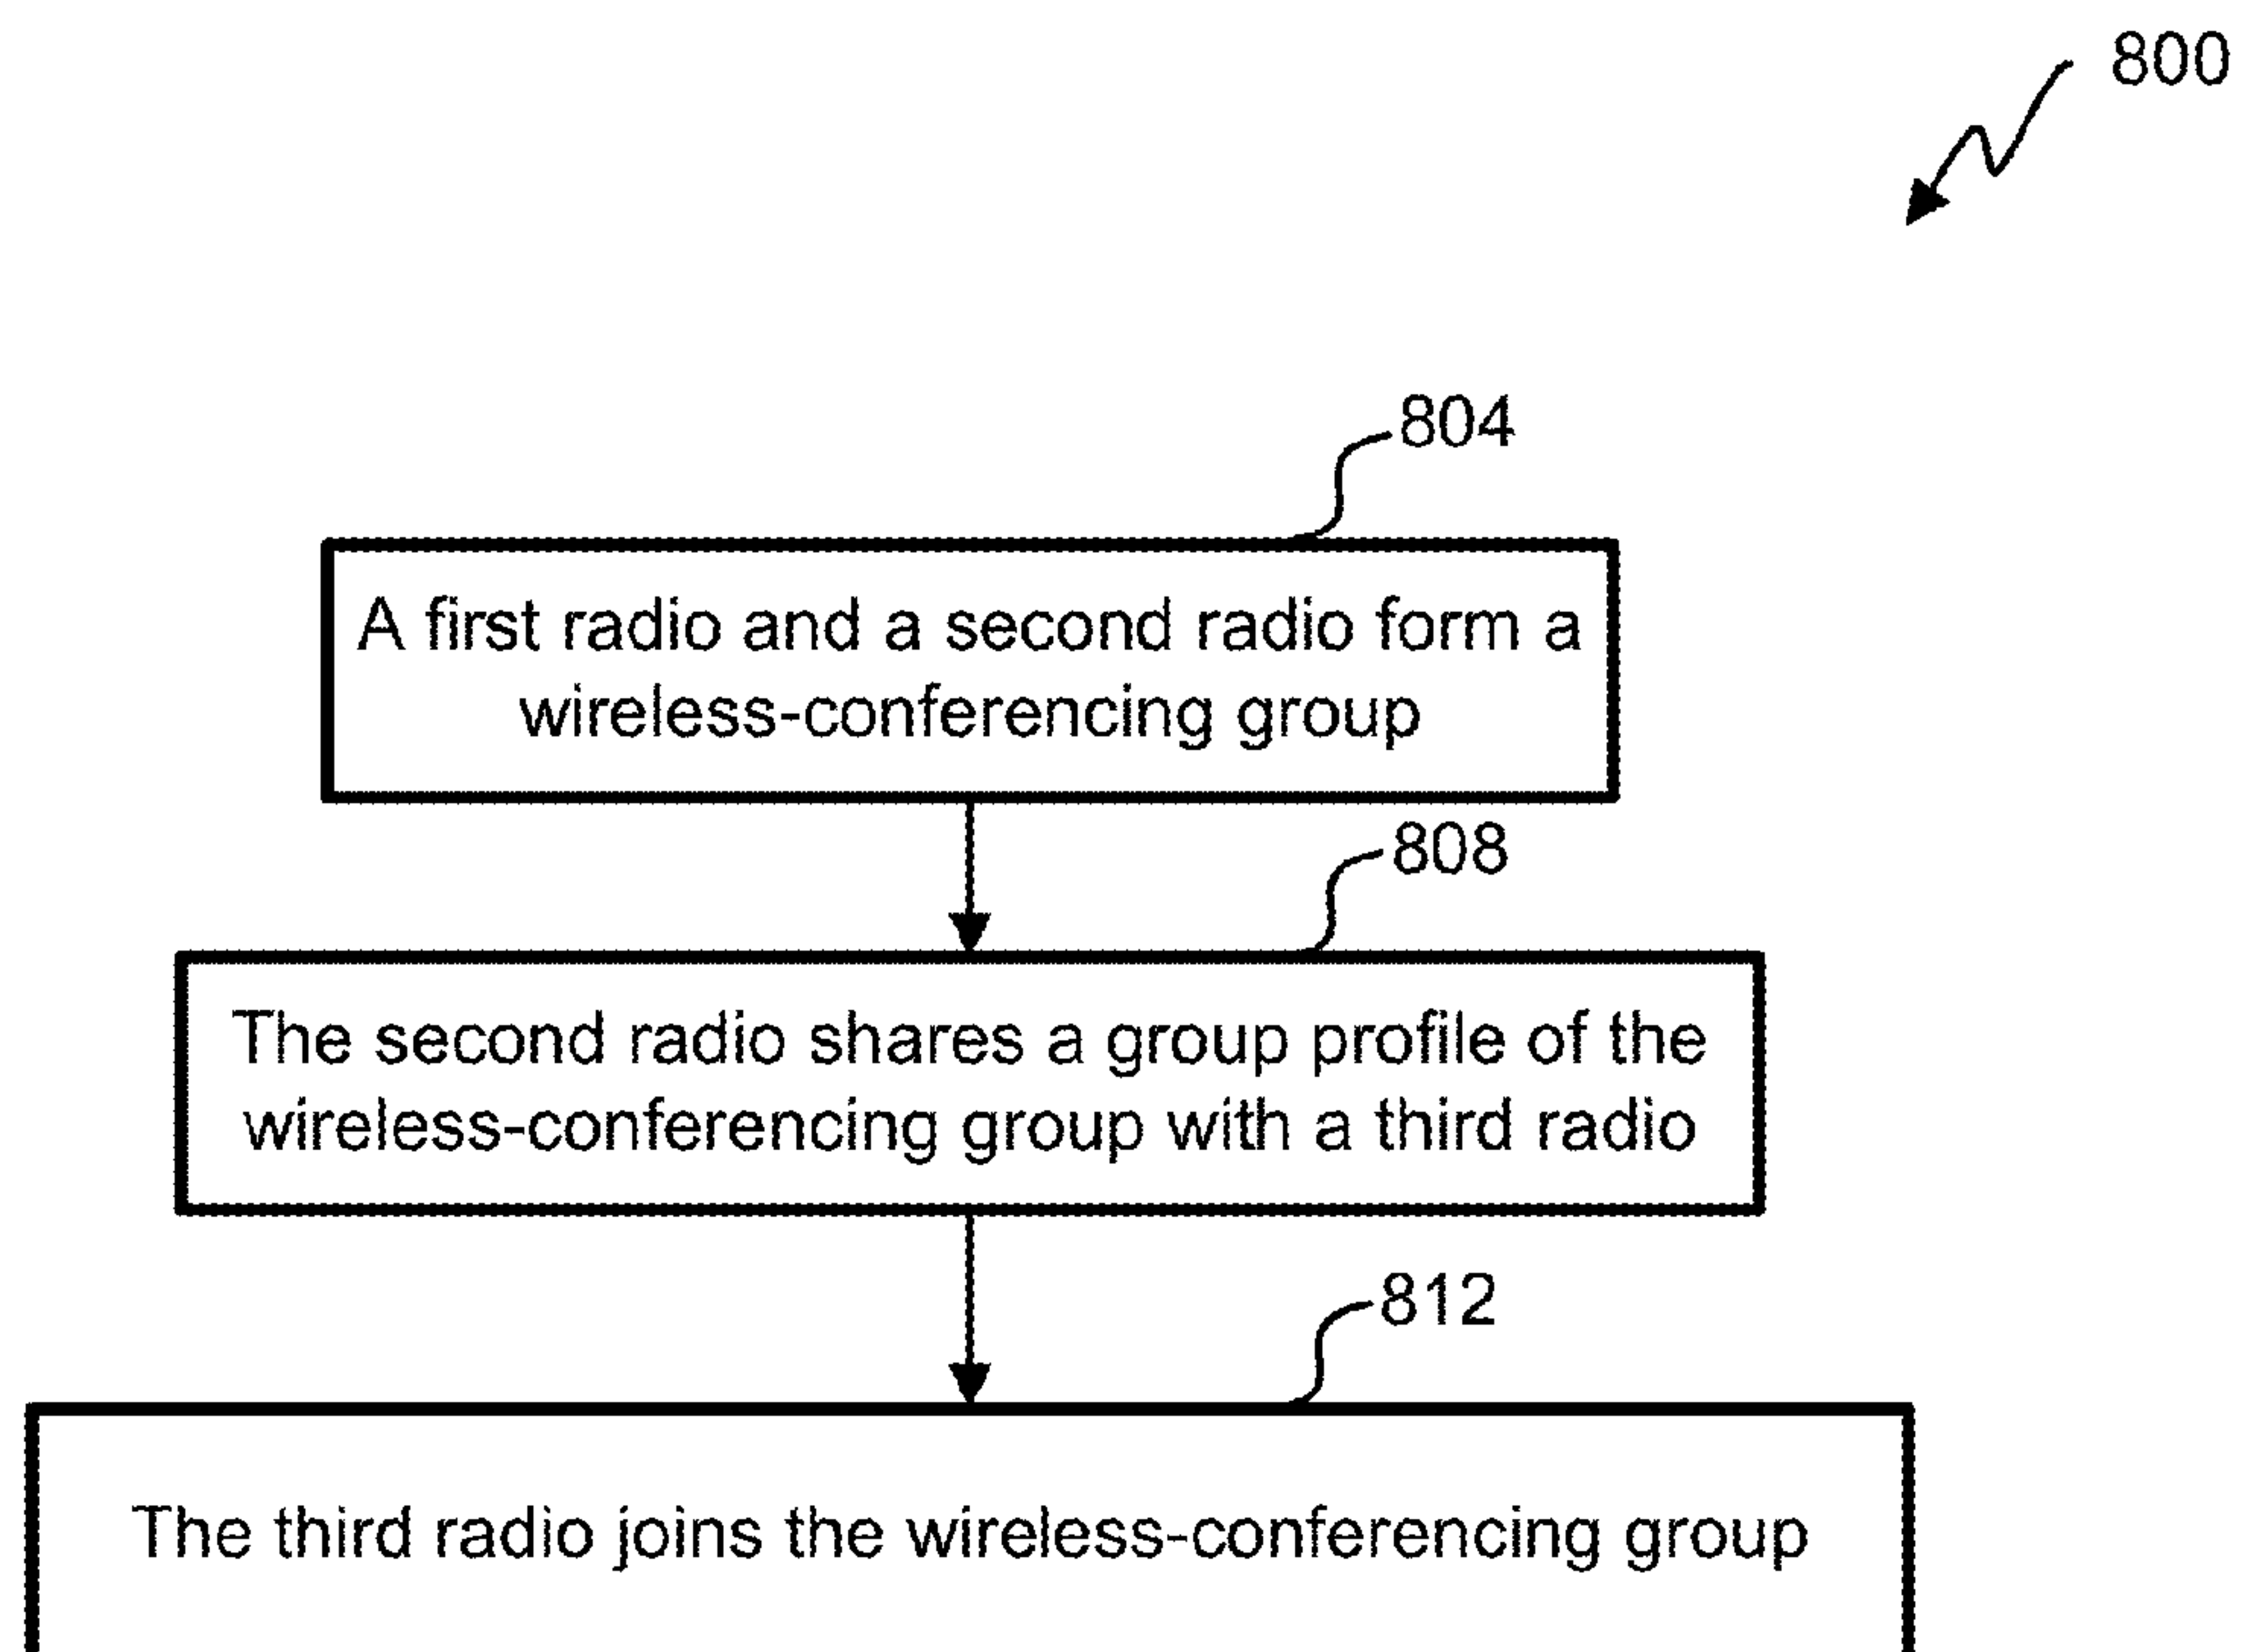 800
804
A first radio and a second radio form a
wireless-conferencing group
808
The second radio shares a group profile of the
wireless-conferencing group with a third radio
812
The third radio joins the wireless-conferencing group